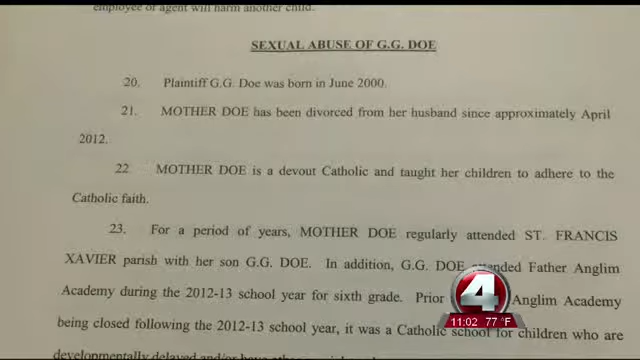 employee or agent will harm another child.
SEXUAL ABUSE OF G.G. DOE
20. Plaintiff G.G. Doe was born in June 2000.
21. MOTHER DOE has been divorced from her husband since approximately April
2012.
22 MOTHER DOE is a devout Catholic and taught her children to adhere to the
Catholic faith.
23. For a period of years, MOTHER DOE regularly attended ST. FRANCIS
XAVIER parish with her son G.G. DOE. In addition, G.G. DOE attended Father Anglim
Academy during the 2012-13 school year for sixth grade. Prior Anglim Academy
being closed following the 2012-13 school year, it was a Catholic school for children who are
developmentally delayed and/or have
4
11:02 77 °F